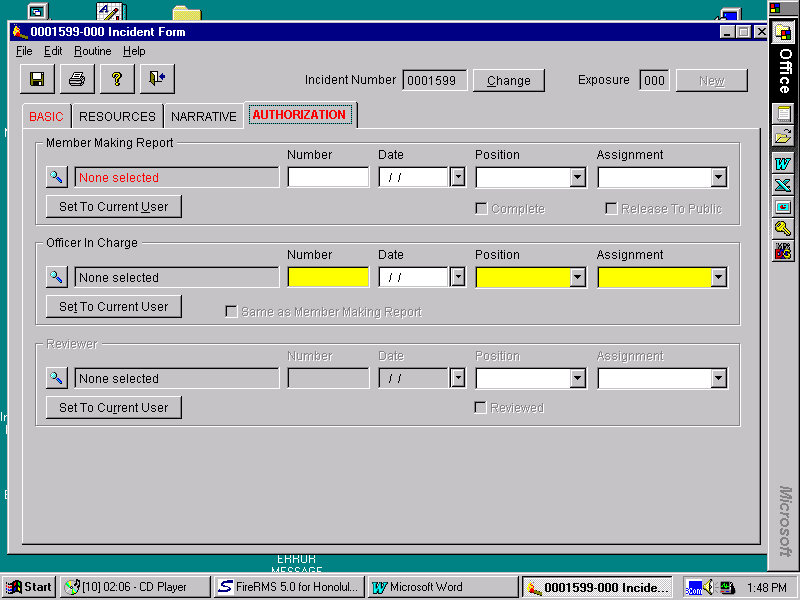 0001599-000 Incident Form
File Edit Routine Help
Incident Number 0001599 Change Exposure 000 New
BASIC RESOURCES NARRATIVE AUTHORIZATION
Member Making Report
Number Date Position Assignment
None selected / /
Set To Current User Complete Release To Public
Officer In Charge
Number Date Position Assignment
None selected / /
Set To Current User Same as Member Making Report
Reviewer
Number Date Position Assignment
None selected / /
Set To Current User Reviewed
Office
Microsoft
ERROR
MESSAGE
Start [10] 02:06 - CD Player FireRMS 5.0 for Honolul... Microsoft Word 0001599-000 Incide... 1:48 PM